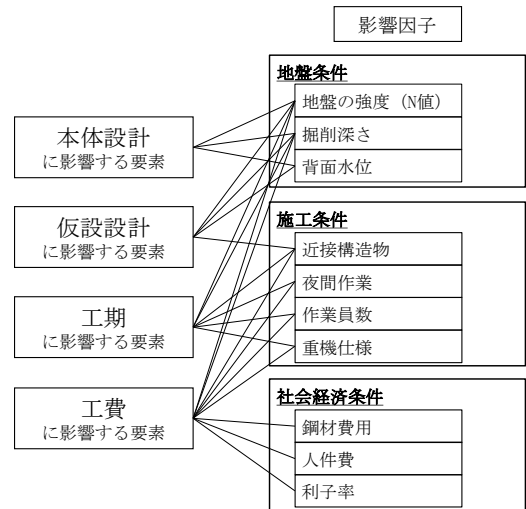 影響因子
地盤条件
地盤の強度（N値）
掘削深さ
背面水位
本体設計
に影響する要素
仮設設計
に影響する要素
工期
に影響する要素
工費
に影響する要素
施工条件
近接構造物
夜間作業
作業員数
重機仕様
社会経済条件
鋼材費用
人件費
利子率